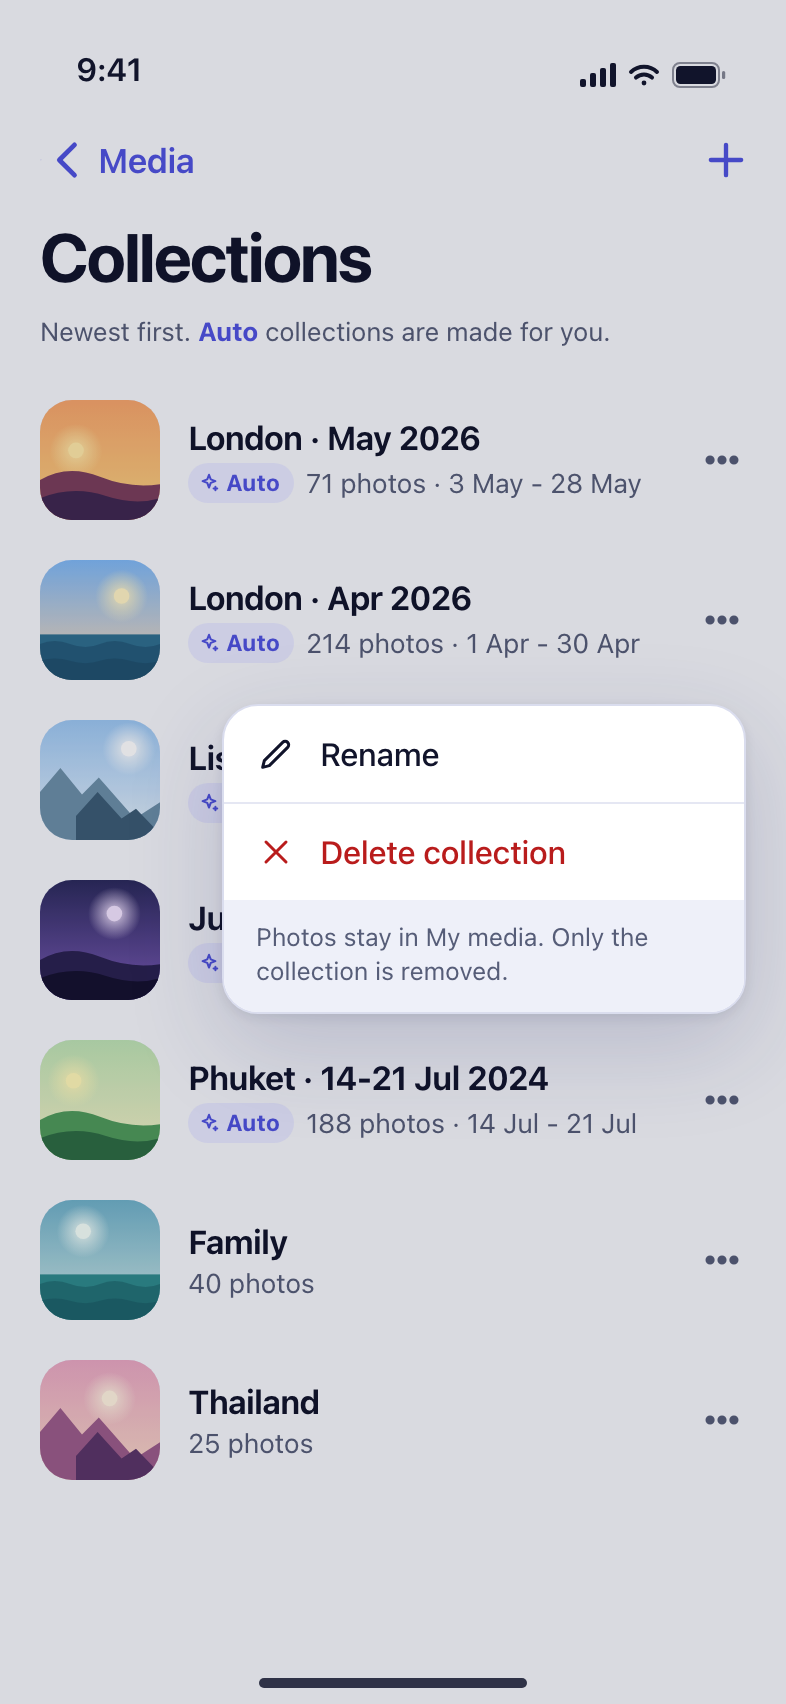 9:41
Media
Collections
Newest first. Auto collections are made for you.
London · May 2026
Auto 71 photos · 3 May - 28 May
London · Apr 2026
Auto 214 photos · 1 Apr - 30 Apr
Rename
Delete collection
Photos stay in My media. Only the
collection is removed.
Phuket · 14-21 Jul 2024
Auto 188 photos · 14 Jul - 21 Jul
Family
40 photos
Thailand
25 photos